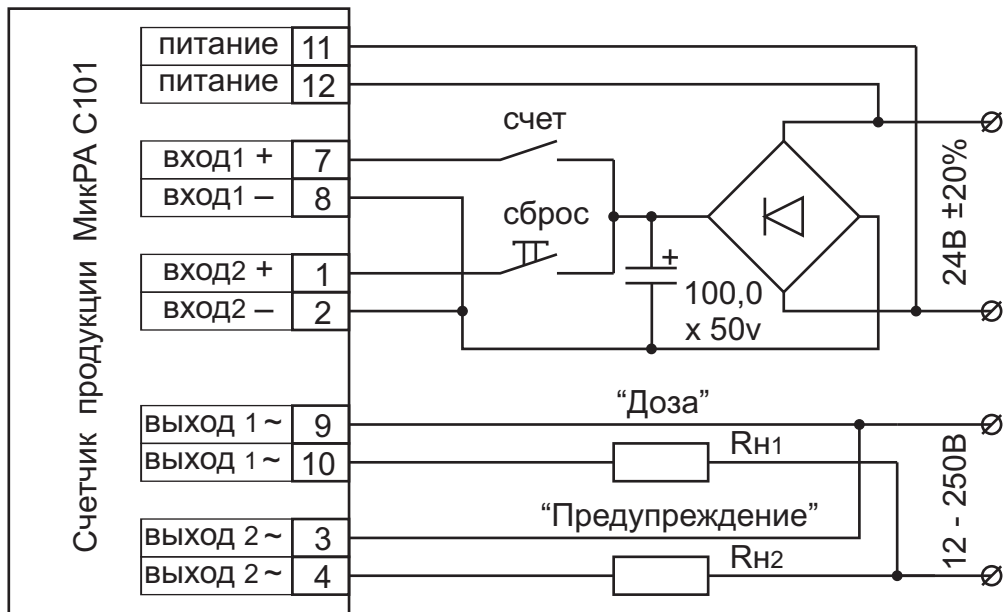 Счетчик продукции МикРА С101
питание 11
питание 12
вход1 + 7
вход1 – 8
вход2 + 1
вход2 – 2
выход 1 ~ 9
выход 1 ~ 10
выход 2 ~ 3
выход 2 ~ 4
счет
сброс
+
100,0
x 50v
24В ±20%
“Доза”
Rн1
“Предупреждение”
Rн2
12 - 250В